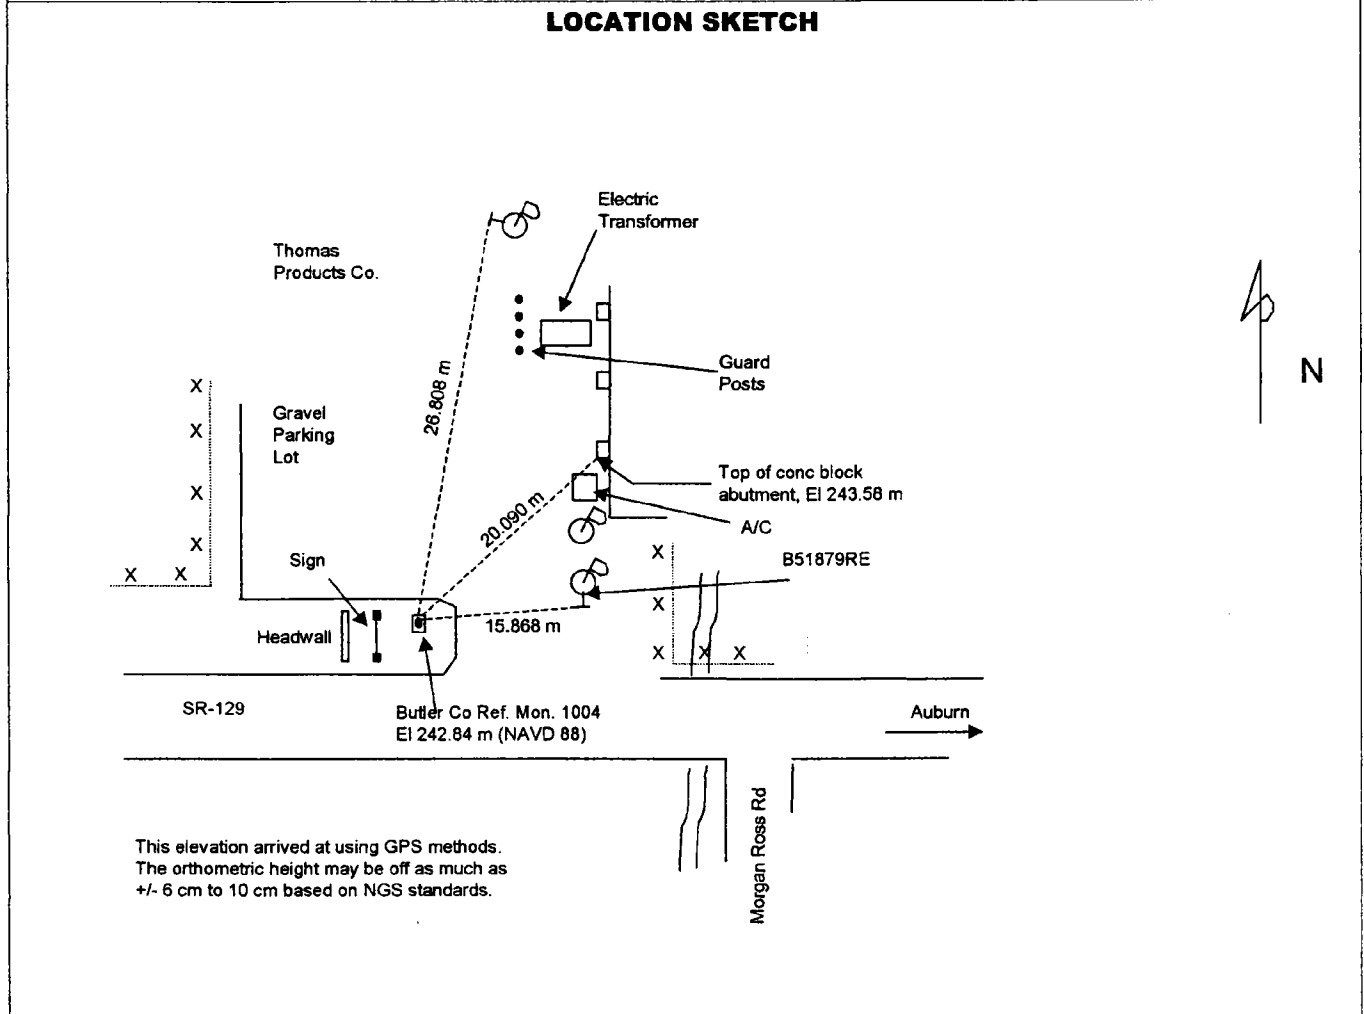 LOCATION SKETCH
Electric
Transformer
Thomas
Products Co.
Guard
Posts
N
26.808 m
Gravel
Parking
Lot
Top of conc block
abutment, El 243.58 m
20.090 m
A/C
B51879RE
Sign
X
X
X
X
X
X
X
X
X
X
X
15.868 m
Headwall
SR-129
Butler Co Ref. Mon. 1004
El 242.84 m (NAVD 88)
Auburn
Morgan Ross Rd
This elevation arrived at using GPS methods.
The orthometric height may be off as much as
+/- 6 cm to 10 cm based on NGS standards.